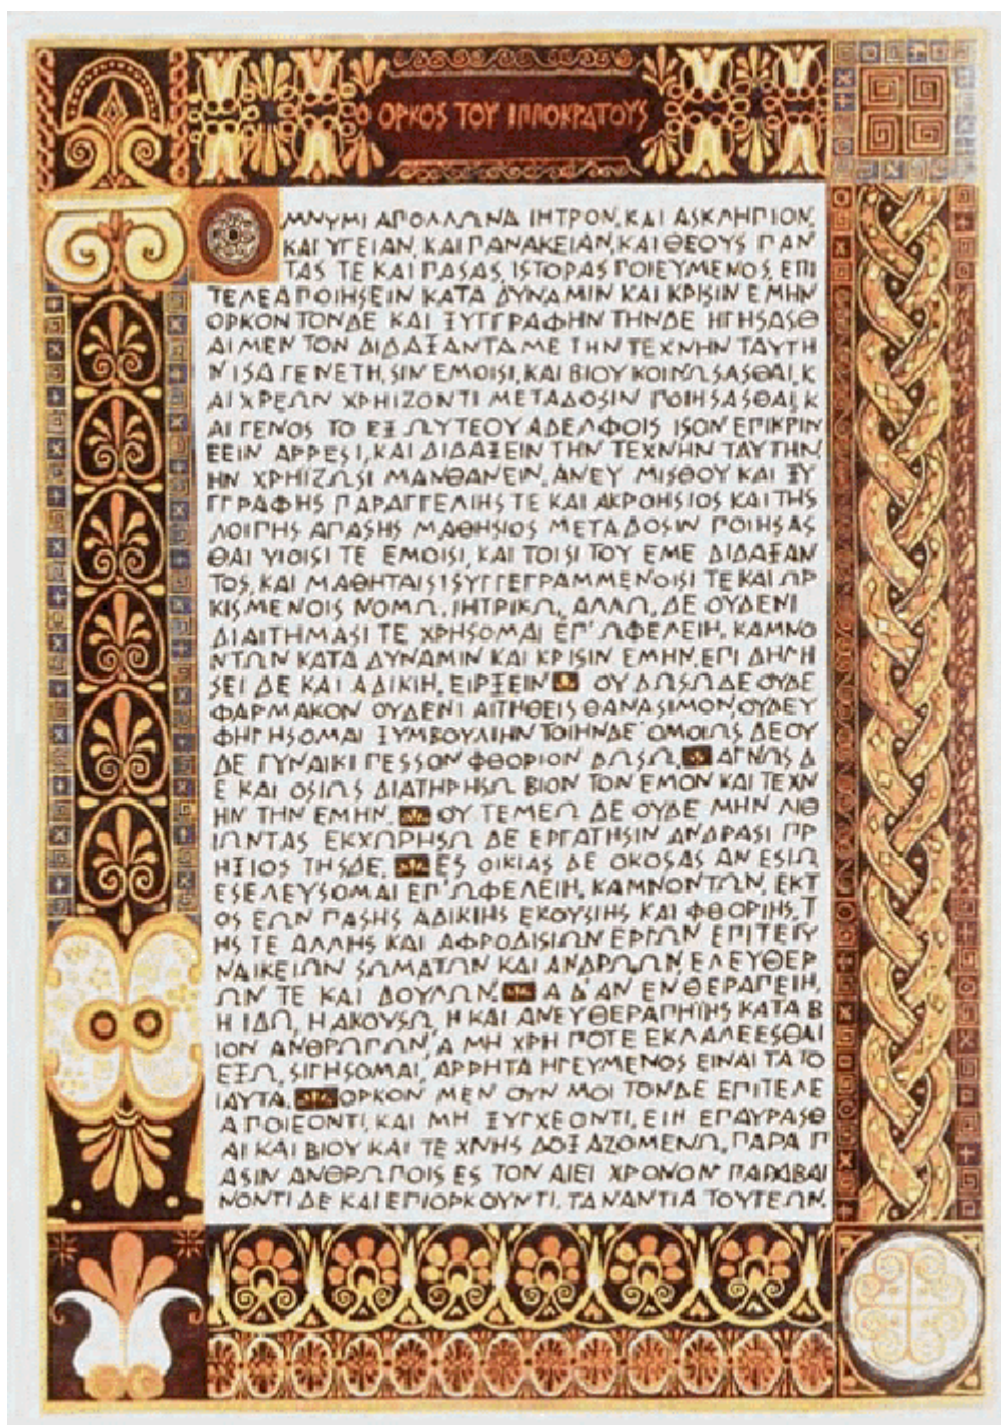 Ο ΟΡΚΟΣ ΤΟΥ ΙΠΠΟΚΡΑΤΟΥΣ
ΟΜΝΥΜΙ ΑΠΟΛΛΩΝΑ ΙΗΤΡΟΝ, ΚΑΙ ΑΣΚΛΗΠΙΟΝ,
ΚΑΙ ΥΓΕΙΑΝ, ΚΑΙ ΠΑΝΑΚΕΙΑΝ, ΚΑΙ ΘΕΟΥΣ ΠΑΝ
ΤΑΣ ΤΕ ΚΑΙ ΠΑΣΑΣ, ΙΣΤΟΡΑΣ ΠΟΙΕΥΜΕΝΟΣ, ΕΠΙ
ΤΕΛΕΑ ΠΟΙΗΣΕΙΝ ΚΑΤΑ ΔΥΝΑΜΙΝ ΚΑΙ ΚΡΙΣΙΝ ΕΜΗΝ
ΟΡΚΟΝ ΤΟΝΔΕ ΚΑΙ ΞΥΓΓΡΑΦΗΝ ΤΗΝΔΕ ΗΓΗΣΑΣΘ
ΑΙ ΜΕΝ ΤΟΝ ΔΙΔΑΞΑΝΤΑ ΜΕ ΤΗΝ ΤΕΧΝΗΝ ΤΑΥΤΗ
Ν ΙΣΑ ΓΕΝΕΤΗ,ΣΙΝ ΕΜΟΙΣΙ, ΚΑΙ ΒΙΟΥ ΚΟΙΝΩΣΑΣΘΑΙ, Κ
ΑΙ ΧΡΕΩΝ ΧΡΗΙΖΟΝΤΙ ΜΕΤΑΔΟΣΙΝ ΠΟΙΗΣΑΣΘΑΙ, Κ
ΑΙ ΓΕΝΟΣ ΤΟ ΕΞ ΩΥΤΕΟΥ ΑΔΕΛΦΟΙΣ ΙΣΟΝ ΕΠΙΚΡΙΝ
ΕΕΙΝ ΑΡΡΕΣΙ, ΚΑΙ ΔΙΔΑΞΕΙΝ ΤΗΝ ΤΕΧΝΗΝ ΤΑΥΤΗΝ,
ΗΝ ΧΡΗΙΖΩΣΙ ΜΑΝΘΑΝΕΙΝ, ΑΝΕΥ ΜΙΣΘΟΥ ΚΑΙ ΞΥ
ΓΓΡΑΦΗΣ ΠΑΡΑΓΓΕΛΙΗΣ ΤΕ ΚΑΙ ΑΚΡΟΗΣΙΟΣ ΚΑΙ ΤΗΣ
ΛΟΙΠΗΣ ΑΠΑΣΗΣ ΜΑΘΗΣΙΟΣ ΜΕΤΑΔΟΣΙΝ ΠΟΙΗΣΑΣ
ΘΑΙ ΥΙΟΙΣΙ ΤΕ ΕΜΟΙΣΙ, ΚΑΙ ΤΟΙΣΙ ΤΟΥ ΕΜΕ ΔΙΔΑΞΑΝ
ΤΟΣ, ΚΑΙ ΜΑΘΗΤΑΙΣΙ ΣΥΓΓΕΓΡΑΜΜΕΝΟΙΣΙ ΤΕ ΚΑΙ ΩΡ
ΚΙΣΜΕΝΟΙΣ ΝΟΜΩ, ΙΗΤΡΙΚΩ, ΑΛΛΩ, ΔΕ ΟΥΔΕΝΙ
ΔΙΑΙΤΗΜΑΣΙ ΤΕ ΧΡΗΣΟΜΑΙ ΕΠ' ΩΦΕΛΕΙΗ, ΚΑΜΝΟ
ΝΤΩΝ ΚΑΤΑ ΔΥΝΑΜΙΝ ΚΑΙ ΚΡΙΣΙΝ ΕΜΗΝ, ΕΠΙ ΔΗΛΗ
ΣΕΙ ΔΕ ΚΑΙ ΑΔΙΚΙΗ, ΕΙΡΞΕΙΝ ΟΥ ΔΩΣΩ ΔΕ ΟΥΔΕ
ΦΑΡΜΑΚΟΝ ΟΥΔΕΝΙ ΑΙΤΗΘΕΙΣ ΘΑΝΑΣΙΜΟΝ, ΟΥΔΕ Υ
ΦΗΓΗΣΟΜΑΙ ΞΥΜΒΟΥΛΙΗΝ ΤΟΙΗΝΔΕ ΟΜΟΙΩΣ ΔΕ ΟΥ
ΔΕ ΓΥΝΑΙΚΙ ΠΕΣΣΟΝ ΦΘΟΡΙΟΝ ΔΩΣΩ, ΑΓΝΩΣ Δ
Ε ΚΑΙ ΟΣΙΩΣ ΔΙΑΤΗΡΗΣΩ ΒΙΟΝ ΤΟΝ ΕΜΟΝ ΚΑΙ ΤΕΧΝ
ΗΝ ΤΗΝ ΕΜΗΝ. ΟΥ ΤΕΜΕΩ ΔΕ ΟΥΔΕ ΜΗΝ ΛΙΘ
ΙΩΝΤΑΣ ΕΚΧΩΡΗΣΩ ΔΕ ΕΡΓΑΤΗΣΙΝ ΑΝΔΡΑΣΙ ΠΡ
ΗΞΙΟΣ ΤΗΣΔΕ. ΕΣ ΟΙΚΙΑΣ ΔΕ ΟΚΟΣΑΣ ΑΝ ΕΣΙΩ
ΕΣΕΛΕΥΣΟΜΑΙ ΕΠ' ΩΦΕΛΕΙΗ, ΚΑΜΝΟΝΤΩΝ, ΕΚΤ
ΟΣ ΕΩΝ ΠΑΣΗΣ ΑΔΙΚΙΗΣ ΕΚΟΥΣΙΗΣ ΚΑΙ ΦΘΟΡΙΗΣ, Τ
ΗΣ ΤΕ ΑΛΛΗΣ ΚΑΙ ΑΦΡΟΔΙΣΙΩΝ ΕΡΓΩΝ ΕΠΙ ΤΕ ΓΥ
ΝΑΙΚΕΙΩΝ ΣΩΜΑΤΩΝ ΚΑΙ ΑΝΔΡΩΩΝ, ΕΛΕΥΘΕΡ
ΩΝ ΤΕ ΚΑΙ ΔΟΥΛΩΝ. Α Δ' ΑΝ ΕΝ ΘΕΡΑΠΕΙΗ,
Η ΙΔΩ, Η ΑΚΟΥΣΩ, Η ΚΑΙ ΑΝΕΥ ΘΕΡΑΠΗΙΗΣ ΚΑΤΑ Β
ΙΟΝ ΑΝΘΡΩΠΩΝ, Α ΜΗ ΧΡΗ ΠΟΤΕ ΕΚΛΑΛΕΕΣΘΑΙ
ΕΞΩ, ΣΙΓΗΣΟΜΑΙ, ΑΡΡΗΤΑ ΗΓΕΥΜΕΝΟΣ ΕΙΝΑΙ ΤΑ ΤΟ
ΙΑΥΤΑ. ΟΡΚΟΝ ΜΕΝ ΟΥΝ ΜΟΙ ΤΟΝΔΕ ΕΠΙΤΕΛΕ
Α ΠΟΙΕΟΝΤΙ, ΚΑΙ ΜΗ ΞΥΓΧΕΟΝΤΙ, ΕΙΗ ΕΠΑΥΡΑΣΘ
ΑΙ ΚΑΙ ΒΙΟΥ ΚΑΙ ΤΕΧΝΗΣ ΔΟΞΑΖΟΜΕΝΩ, ΠΑΡΑ Π
ΑΣΙΝ ΑΝΘΡΩΠΟΙΣ ΕΣ ΤΟΝ ΑΙΕΙ ΧΡΟΝΟΝ ΠΑΡΑΒΑΙ
ΝΟΝΤΙ ΔΕ ΚΑΙ ΕΠΙΟΡΚΟΥΝΤΙ, ΤΑΝΑΝΤΙΑ ΤΟΥΤΕΩΝ.